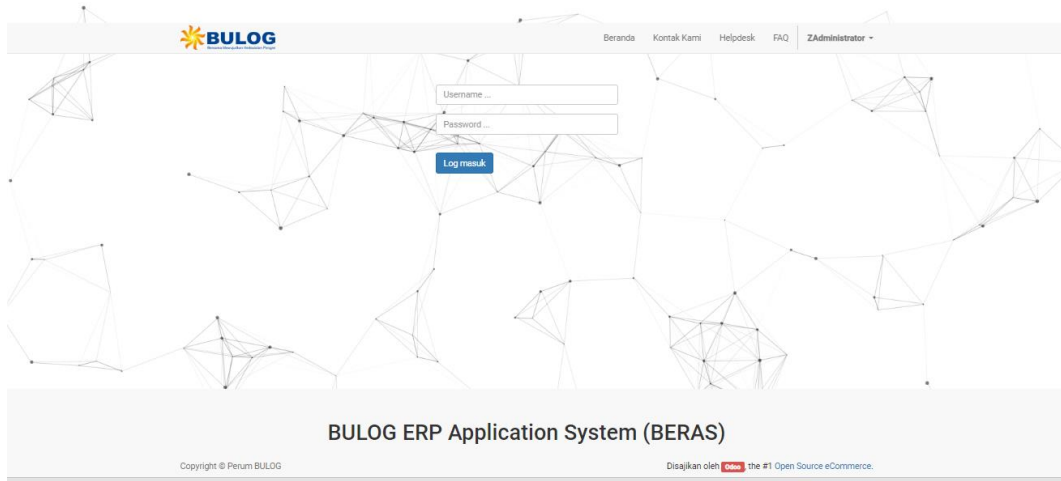 BULOG
Beranda Kontak Kami Helpdesk FAQ ZAdministrator
Username ...
Password ...
Log masuk
BULOG ERP Application System (BERAS)
Copyright © Perum BULOG
Disajikan oleh Odoo, the #1 Open Source eCommerce.